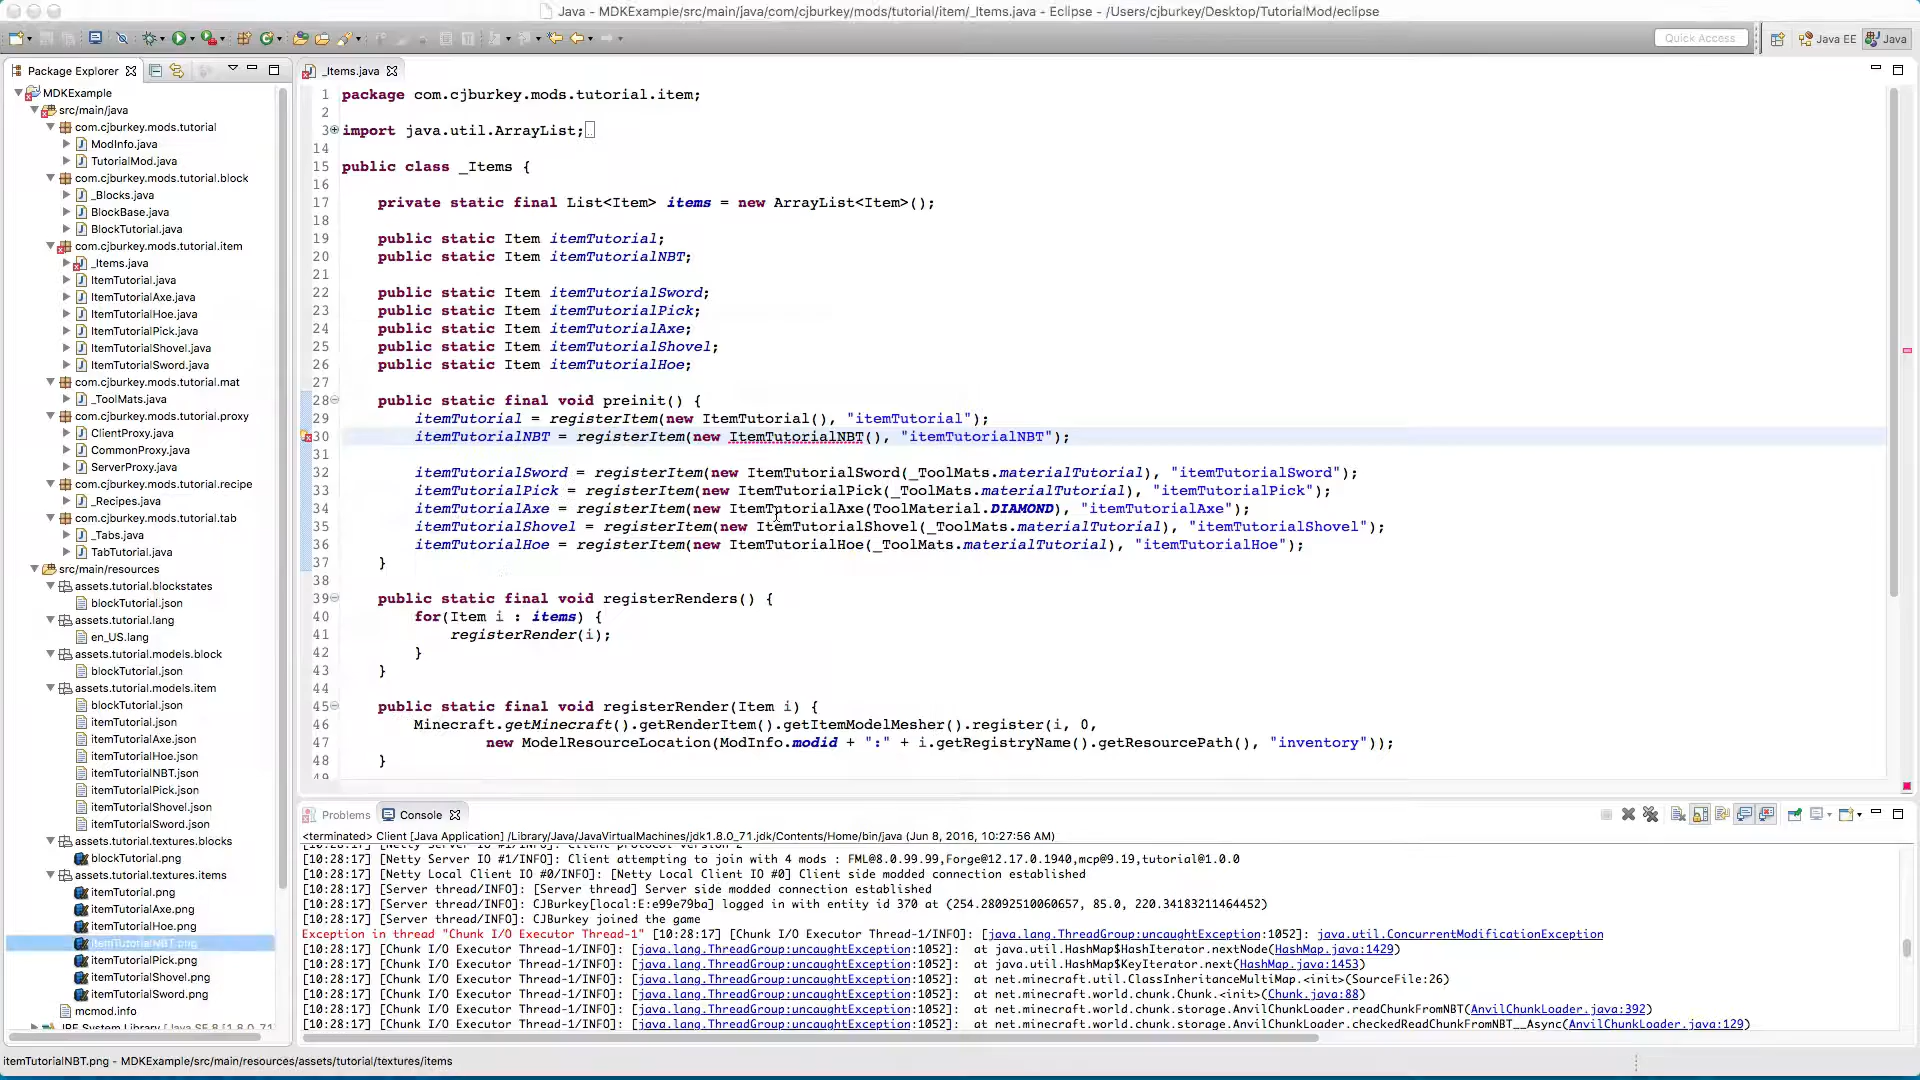 Java - MDKExample/src/main/java/com/cjburkey/mods/tutorial/item/_Items.java - Eclipse - /Users/cjburkey/Desktop/TutorialMod/eclipse
Quick Access
Java EE
Java
Package Explorer
MDKExample
src/main/java
com.cjburkey.mods.tutorial
ModInfo.java
TutorialMod.java
com.cjburkey.mods.tutorial.block
_Blocks.java
BlockBase.java
BlockTutorial.java
com.cjburkey.mods.tutorial.item
_Items.java
ItemTutorial.java
ItemTutorialAxe.java
ItemTutorialHoe.java
ItemTutorialPick.java
ItemTutorialShovel.java
ItemTutorialSword.java
com.cjburkey.mods.tutorial.mat
_ToolMats.java
com.cjburkey.mods.tutorial.proxy
ClientProxy.java
CommonProxy.java
ServerProxy.java
com.cjburkey.mods.tutorial.recipe
_Recipes.java
com.cjburkey.mods.tutorial.tab
_Tabs.java
TabTutorial.java
src/main/resources
assets.tutorial.blockstates
blockTutorial.json
assets.tutorial.lang
en_US.lang
assets.tutorial.models.block
blockTutorial.json
assets.tutorial.models.item
blockTutorial.json
itemTutorial.json
itemTutorialAxe.json
itemTutorialHoe.json
itemTutorialNBT.json
itemTutorialPick.json
itemTutorialShovel.json
itemTutorialSword.json
assets.tutorial.textures.blocks
blockTutorial.png
assets.tutorial.textures.items
itemTutorial.png
itemTutorialAxe.png
itemTutorialHoe.png
itemTutorialNBT.png
itemTutorialPick.png
itemTutorialShovel.png
itemTutorialSword.png
mcmod.info
JRE System Library [Java SE 8 [1.8.0_71]
_Items.java
1 package com.cjburkey.mods.tutorial.item;
2
3 import java.util.ArrayList;
14
15 public class _Items {
16
17 private static final List<Item> items = new ArrayList<Item>();
18
19 public static Item itemTutorial;
20 public static Item itemTutorialNBT;
21
22 public static Item itemTutorialSword;
23 public static Item itemTutorialPick;
24 public static Item itemTutorialAxe;
25 public static Item itemTutorialShovel;
26 public static Item itemTutorialHoe;
27
28 public static final void preinit() {
29 itemTutorial = registerItem(new ItemTutorial(), "itemTutorial");
30 itemTutorialNBT = registerItem(new ItemTutorialNBT(), "itemTutorialNBT");
31
32 itemTutorialSword = registerItem(new ItemTutorialSword(_ToolMats.materialTutorial), "itemTutorialSword");
33 itemTutorialPick = registerItem(new ItemTutorialPick(_ToolMats.materialTutorial), "itemTutorialPick");
34 itemTutorialAxe = registerItem(new ItemTutorialAxe(ToolMaterial.DIAMOND), "itemTutorialAxe");
35 itemTutorialShovel = registerItem(new ItemTutorialShovel(_ToolMats.materialTutorial), "itemTutorialShovel");
36 itemTutorialHoe = registerItem(new ItemTutorialHoe(_ToolMats.materialTutorial), "itemTutorialHoe");
37 }
38
39 public static final void registerRenders() {
40 for(Item i : items) {
41 registerRender(i);
42 }
43 }
44
45 public static final void registerRender(Item i) {
46 Minecraft.getMinecraft().getRenderItem().getItemModelMesher().register(i, 0,
47 new ModelResourceLocation(ModInfo.modid + ":" + i.getRegistryName().getResourcePath(), "inventory"));
48 }
49
Problems
Console
<terminated> Client [Java Application] /Library/Java/JavaVirtualMachines/jdk1.8.0_71.jdk/Contents/Home/bin/java (Jun 8, 2016, 10:27:56 AM)
[10:28:17] [Netty Server IO #1/INFO]: Client protocol version 2
[10:28:17] [Netty Server IO #1/INFO]: Client attempting to join with 4 mods : FML@8.0.99.99,Forge@12.17.0.1940,mcp@9.19,tutorial@1.0.0
[10:28:17] [Netty Local Client IO #0/INFO]: [Netty Local Client IO #0] Client side modded connection established
[10:28:17] [Server thread/INFO]: [Server thread] Server side modded connection established
[10:28:17] [Server thread/INFO]: CJBurkey[local:E:e99e79ba] logged in with entity id 370 at (254.28092510060657, 85.0, 220.34183211464452)
[10:28:17] [Server thread/INFO]: CJBurkey joined the game
Exception in thread "Chunk I/O Executor Thread-1" [10:28:17] [Chunk I/O Executor Thread-1/INFO]: [java.lang.ThreadGroup:uncaughtException:1052]: java.util.ConcurrentModificationException
[10:28:17] [Chunk I/O Executor Thread-1/INFO]: [java.lang.ThreadGroup:uncaughtException:1052]: at java.util.HashMap$HashIterator.nextNode(HashMap.java:1429)
[10:28:17] [Chunk I/O Executor Thread-1/INFO]: [java.lang.ThreadGroup:uncaughtException:1052]: at java.util.HashMap$KeyIterator.next(HashMap.java:1453)
[10:28:17] [Chunk I/O Executor Thread-1/INFO]: [java.lang.ThreadGroup:uncaughtException:1052]: at net.minecraft.util.ClassInheritanceMultiMap.<init>(SourceFile:26)
[10:28:17] [Chunk I/O Executor Thread-1/INFO]: [java.lang.ThreadGroup:uncaughtException:1052]: at net.minecraft.world.chunk.Chunk.<init>(Chunk.java:88)
[10:28:17] [Chunk I/O Executor Thread-1/INFO]: [java.lang.ThreadGroup:uncaughtException:1052]: at net.minecraft.world.chunk.storage.AnvilChunkLoader.readChunkFromNBT(AnvilChunkLoader.java:392)
[10:28:17] [Chunk I/O Executor Thread-1/INFO]: [java.lang.ThreadGroup:uncaughtException:1052]: at net.minecraft.world.chunk.storage.AnvilChunkLoader.checkedReadChunkFromNBT__Async(AnvilChunkLoader.java:129)
itemTutorialNBT.png - MDKExample/src/main/resources/assets/tutorial/textures/items